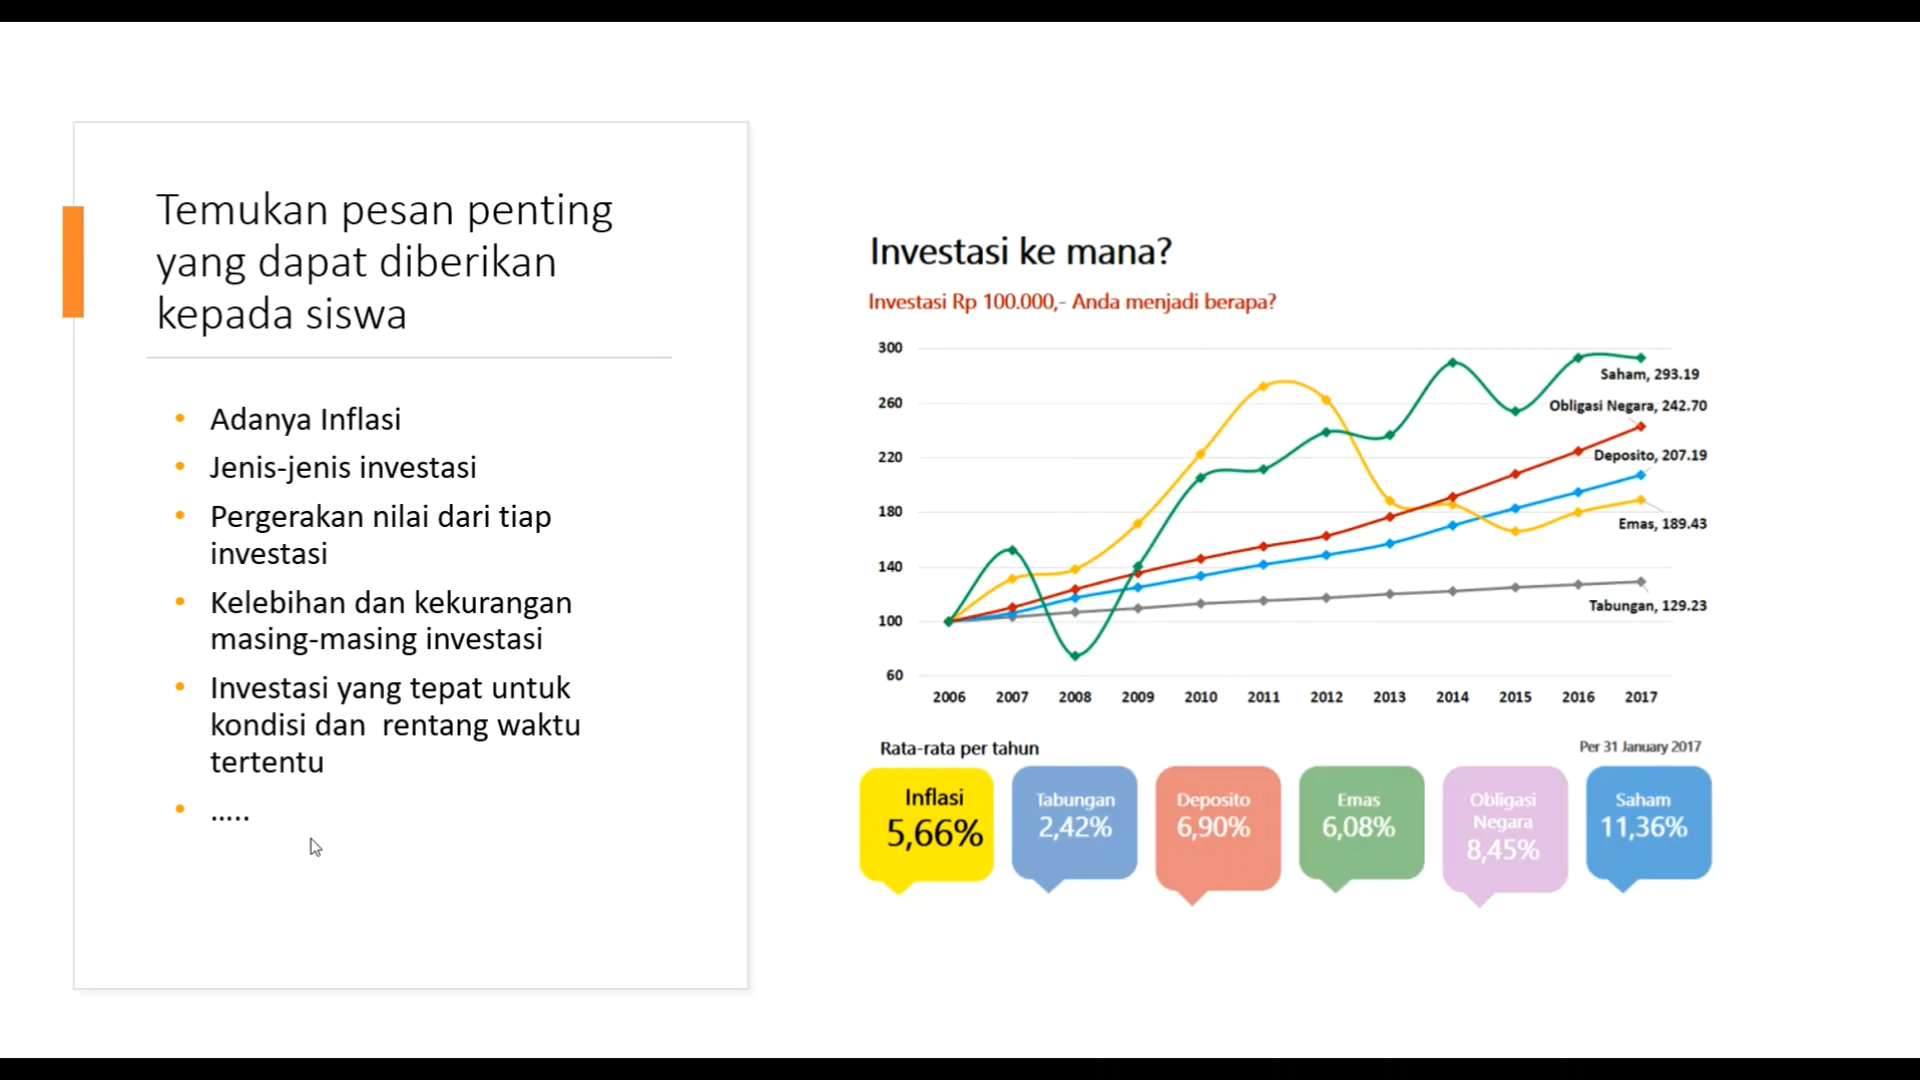 Temukan pesan penting
yang dapat diberikan
kepada siswa
• Adanya Inflasi
• Jenis-jenis investasi
• Pergerakan nilai dari tiap
investasi
• Kelebihan dan kekurangan
masing-masing investasi
• Investasi yang tepat untuk
kondisi dan  rentang waktu
tertentu
• .....
Investasi ke mana?
Investasi Rp 100.000,- Anda menjadi berapa?
300
260
220
180
140
100
60
Saham, 293.19
Obligasi Negara, 242.70
Deposito, 207.19
Emas, 189.43
Tabungan, 129.23
2006 2007 2008 2009 2010 2011 2012 2013 2014 2015 2016 2017
Rata-rata per tahun
Per 31 January 2017
Inflasi
5,66%
Tabungan
2,42%
Deposito
6,90%
Emas
6,08%
Obligasi
Negara
8,45%
Saham
11,36%